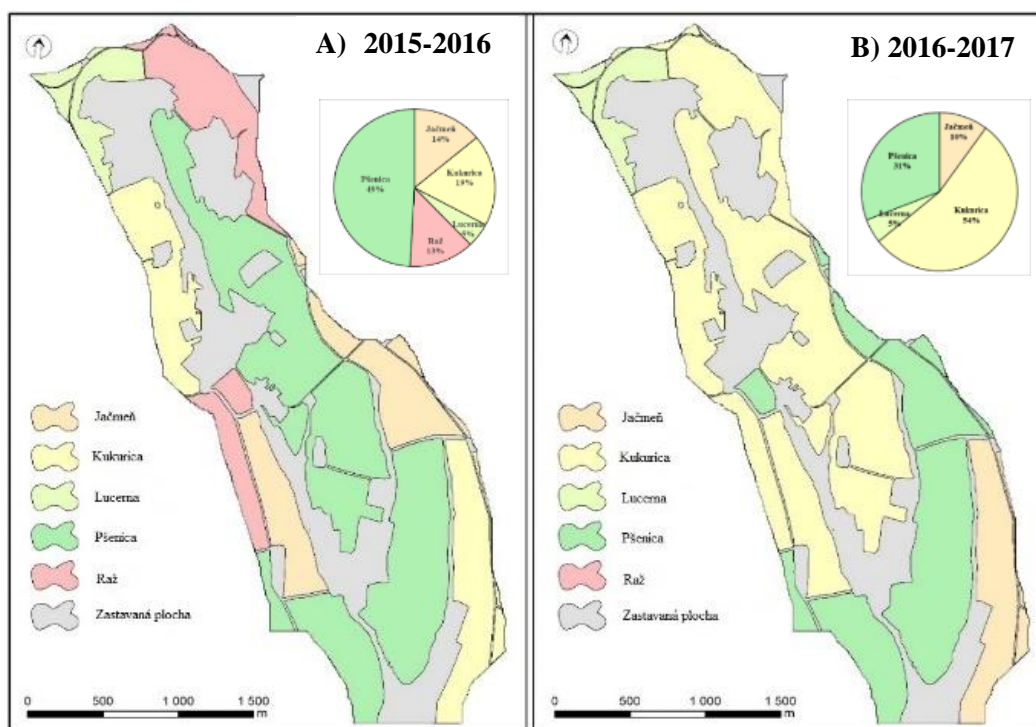 A) 2015-2016
Jačmeň
14%
Kukurica
19%
Lucerna
5%
Raž
13%
Pšenica
49%
Jačmeň
Kukurica
Lucerna
Pšenica
Raž
Zastavaná plocha
0 500 1 000 1 500
m
B) 2016-2017
Jačmeň
10%
Kukurica
54%
Lucerna
5%
Pšenica
31%
Jačmeň
Kukurica
Lucerna
Pšenica
Raž
Zastavaná plocha
0 500 1 000 1 500
m